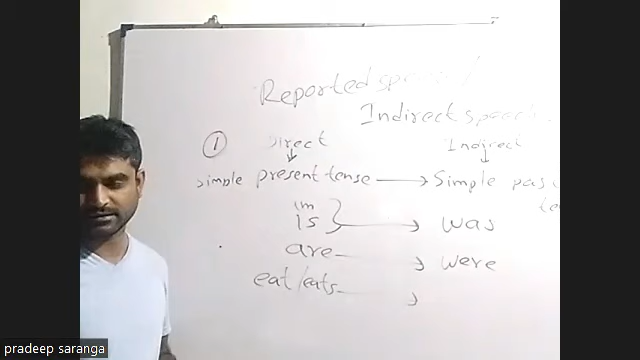 Reported speech/
Indirect speech.
① Direct Indirect
simple present tense → Simple pas
te
am
is } → was
are → were
eat/eats →
pradeep saranga